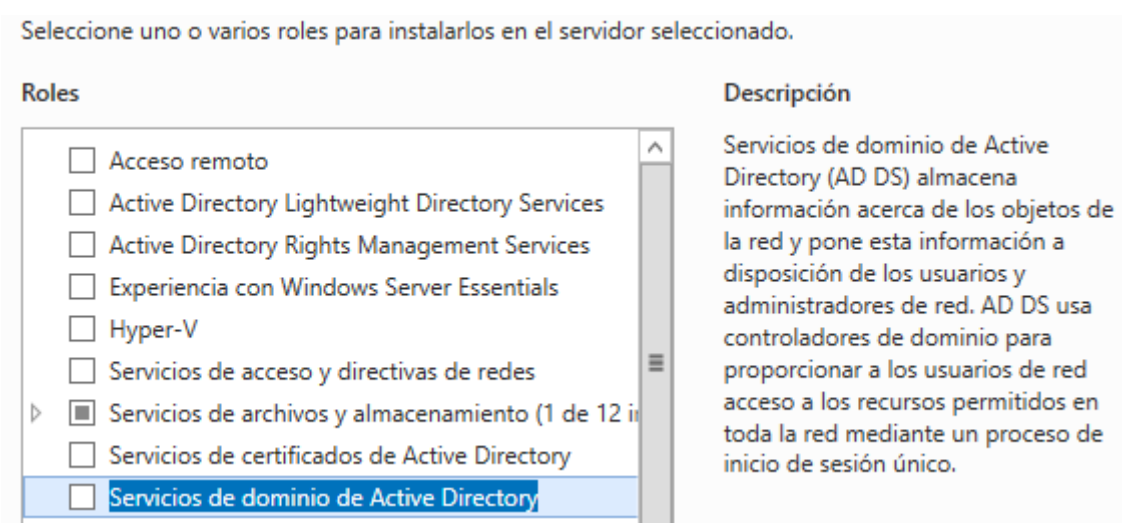 Seleccione uno o varios roles para instalarlos en el servidor seleccionado.
Roles
Acceso remoto
Active Directory Lightweight Directory Services
Active Directory Rights Management Services
Experiencia con Windows Server Essentials
Hyper-V
Servicios de acceso y directivas de redes
Servicios de archivos y almacenamiento (1 de 12
Servicios de certificados de Active Directory
Servicios de dominio de Active Directory
Descripción
Servicios de dominio de Active
Directory (AD DS) almacena
información acerca de los objetos de
la red y pone esta información a
disposición de los usuarios y
administradores de red. AD DS usa
controladores de dominio para
proporcionar a los usuarios de red
acceso a los recursos permitidos en
toda la red mediante un proceso de
inicio de sesión único.